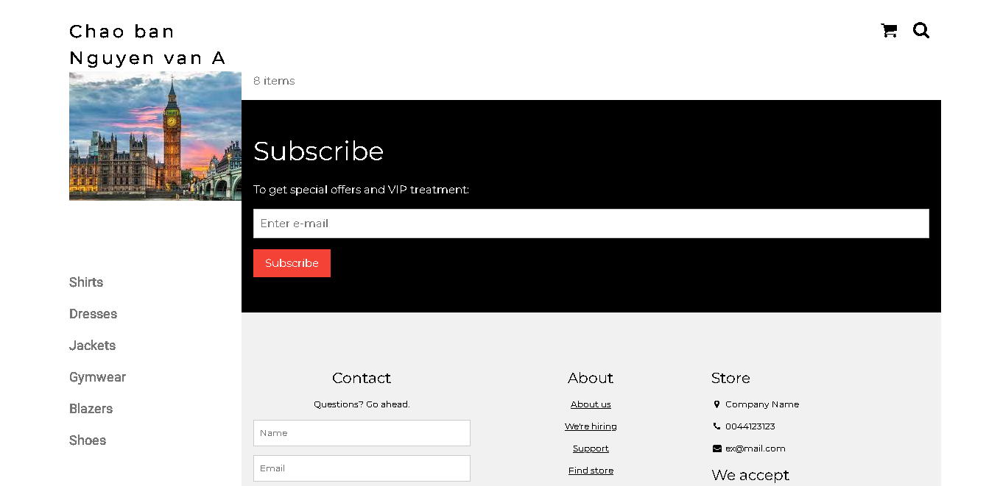 Chao ban
Nguyen van A
8 items
Subscribe
To get special offers and VIP treatment:
Enter e-mail
Subscribe
Shirts
Dresses
Jackets
Gymwear
Blazers
Shoes
Contact
Questions? Go ahead.
Name
Email
About
About us
We're hiring
Support
Find store
Store
Company Name
0044123123
ex@mail.com
We accept